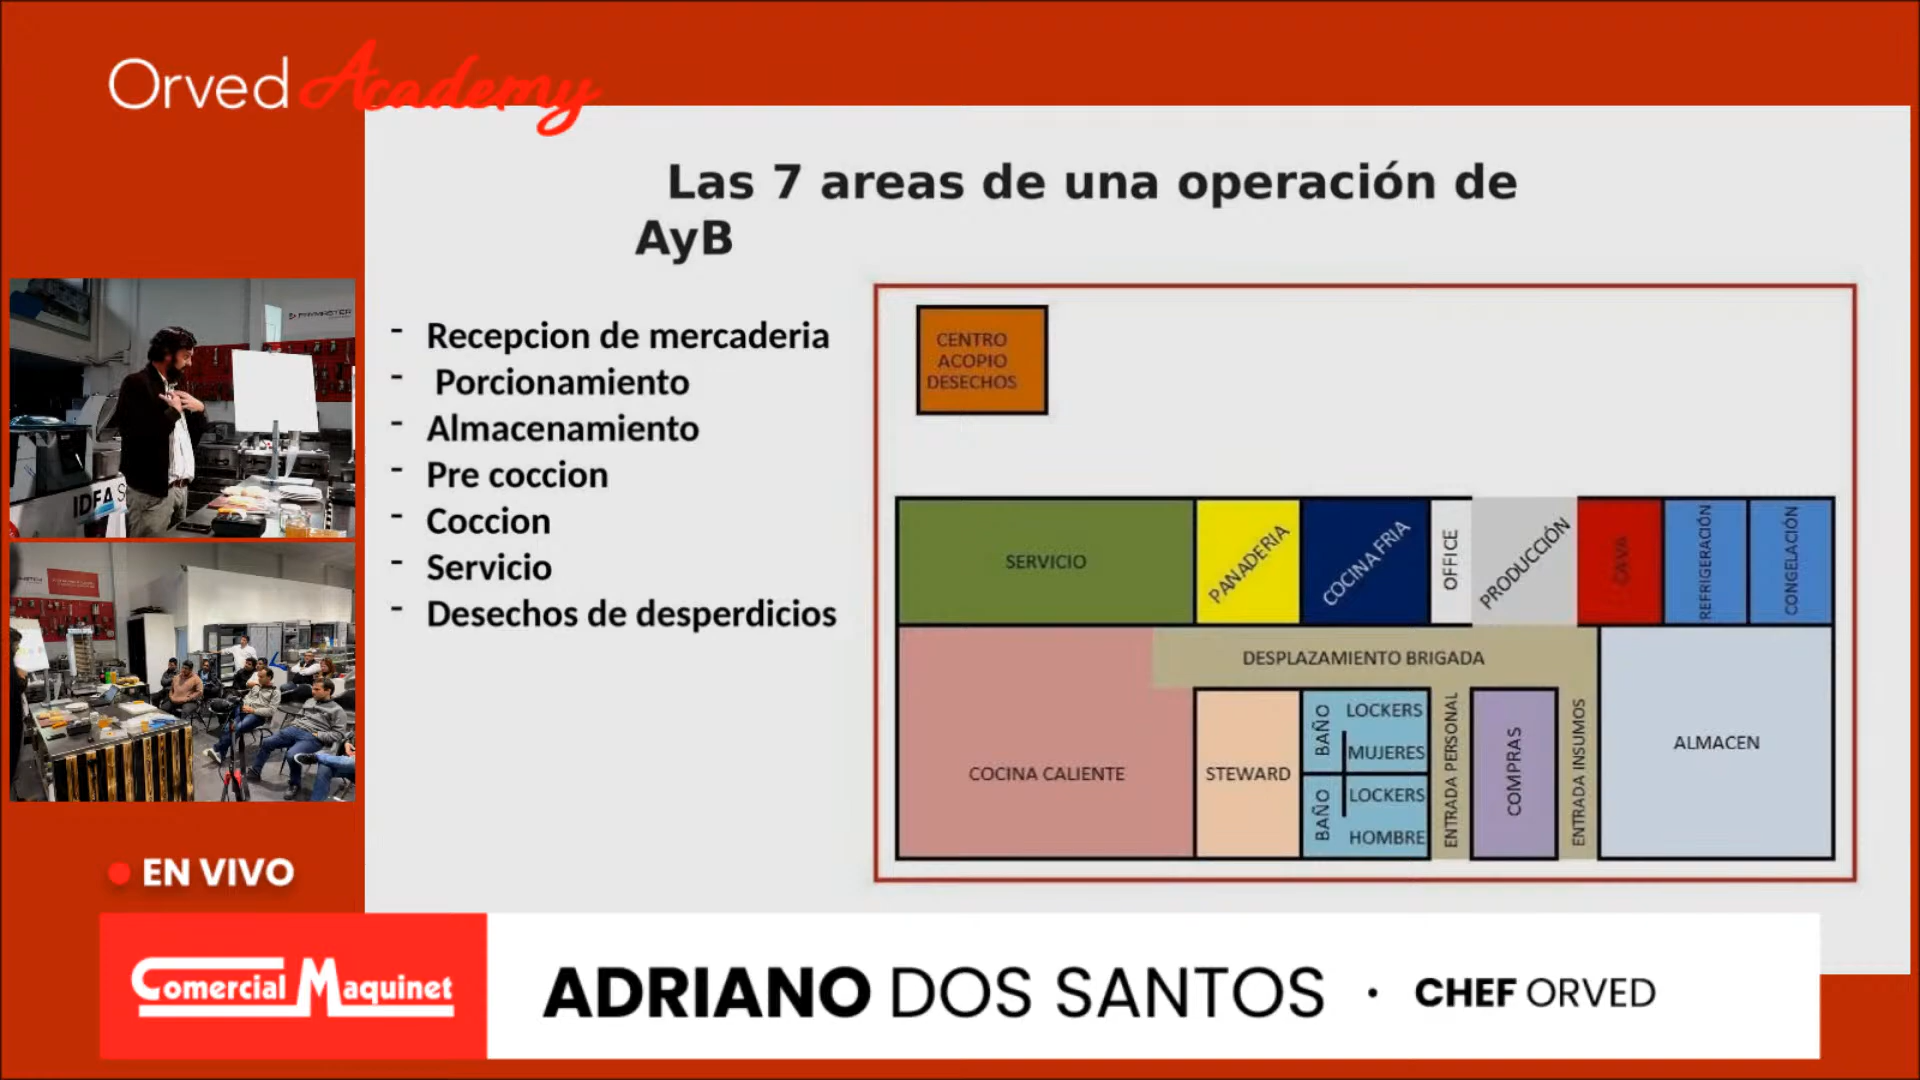 Orved Academy
Las 7 areas de una operación de
AyB
- Recepcion de mercaderia
- Porcionamiento
- Almacenamiento
- Pre coccion
- Coccion
- Servicio
- Desechos de desperdicios
CENTRO
ACOPIO
DESECHOS
SERVICIO
PANADERIA
COCINA FRIA
OFFICE
PRODUCCIÓN
CAVA
REFRIGERACIÓN
CONGELACIÓN
DESPLAZAMIENTO BRIGADA
COCINA CALIENTE
STEWARD
BAÑO
LOCKERS
MUJERES
BAÑO
LOCKERS
HOMBRE
ENTRADA PERSONAL
COMPRAS
ENTRADA INSUMOS
ALMACEN
IDEA
EN VIVO
Comercial Maquinet
ADRIANO DOS SANTOS · CHEF ORVED